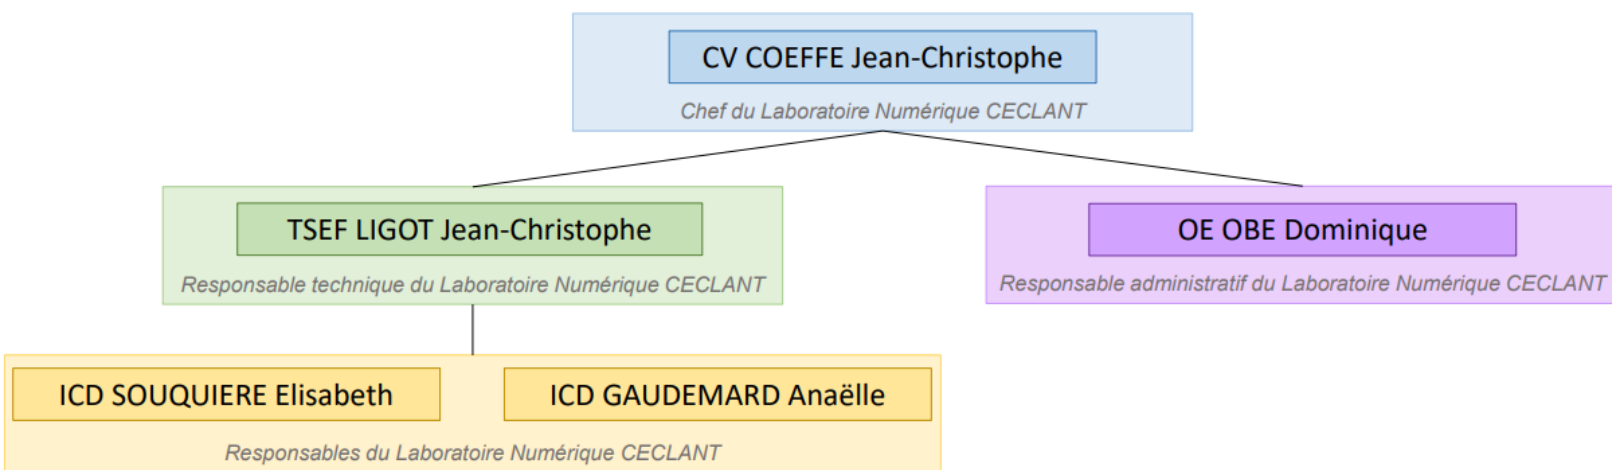 CV COEFFE Jean-Christophe
Chef du Laboratoire Numérique CECLANT
TSEF LIGOT Jean-Christophe
Responsable technique du Laboratoire Numérique CECLANT
OE OBE Dominique
Responsable administratif du Laboratoire Numérique CECLANT
ICD SOUQUIERE Elisabeth
ICD GAUDEMARD Anaëlle
Responsables du Laboratoire Numérique CECLANT